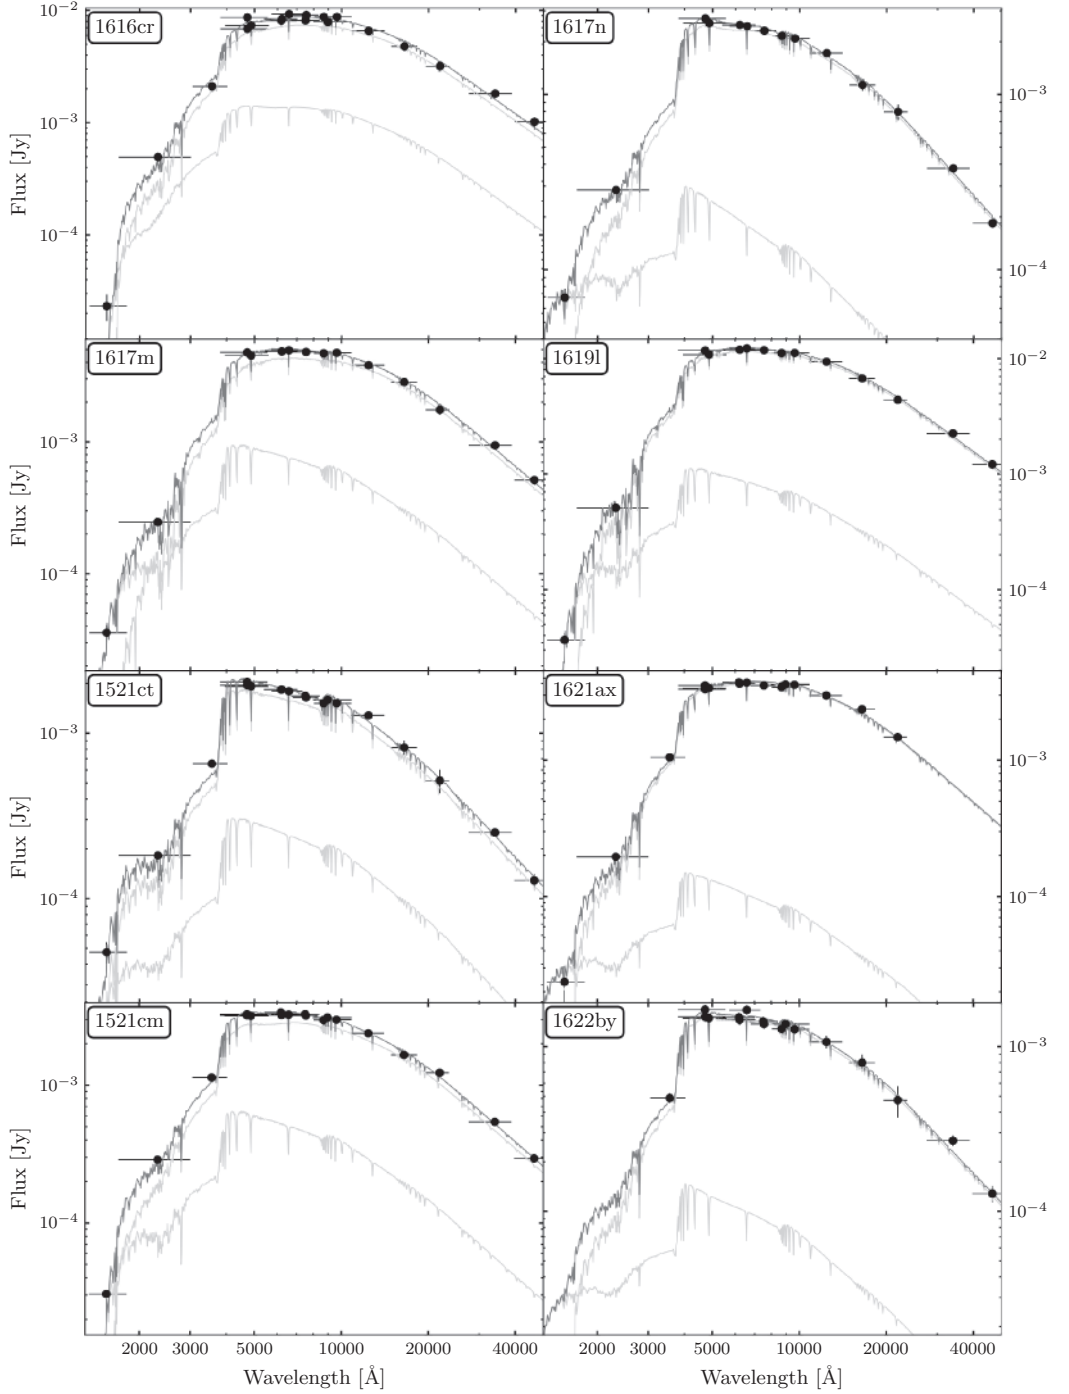 10⁻² 1616cr 1617n
10⁻³ 10⁻³
Flux [Jy]
10⁻⁴ 10⁻⁴
1617m 1619l 10⁻²
10⁻³ 10⁻³
Flux [Jy]
10⁻⁴ 10⁻⁴
1521ct 1621ax
10⁻³ 10⁻³
Flux [Jy]
10⁻⁴ 10⁻⁴
1521cm 1622by
10⁻³ 10⁻³
Flux [Jy]
10⁻⁴ 10⁻⁴
2000 3000 5000 10000 20000 40000 2000 3000 5000 10000 20000 40000
Wavelength [Å] Wavelength [Å]